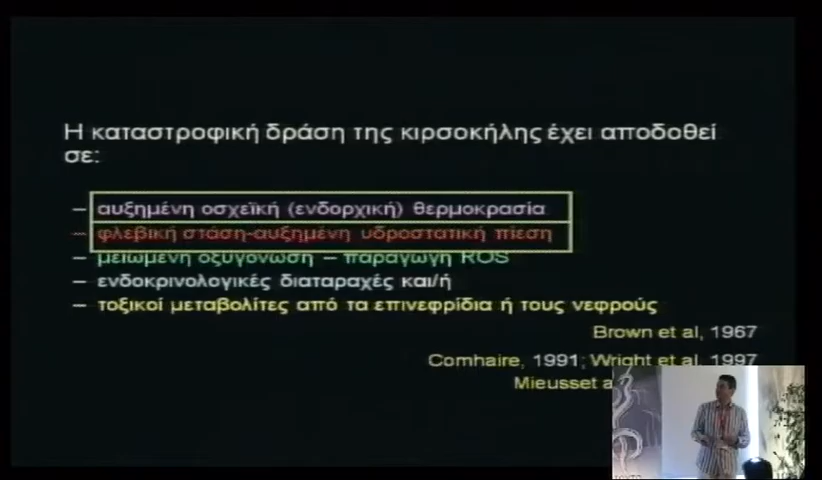 Η καταστροφική δράση της κιρσοκήλης έχει αποδοθεί
σε:
– αυξημένη οσχεϊκή (ενδορχική) θερμοκρασία
– φλεβική στάση-αυξημένη υδροστατική πίεση
– μειωμένη οξυγόνωση – παραγωγή ROS
– ενδοκρινολογικές διαταραχές και/ή
– τοξικοί μεταβολίτες από τα επινεφρίδια ή τους νεφρούς
Brown et al, 1967
Comhaire, 1991; Wright et al, 1997
Mieusset